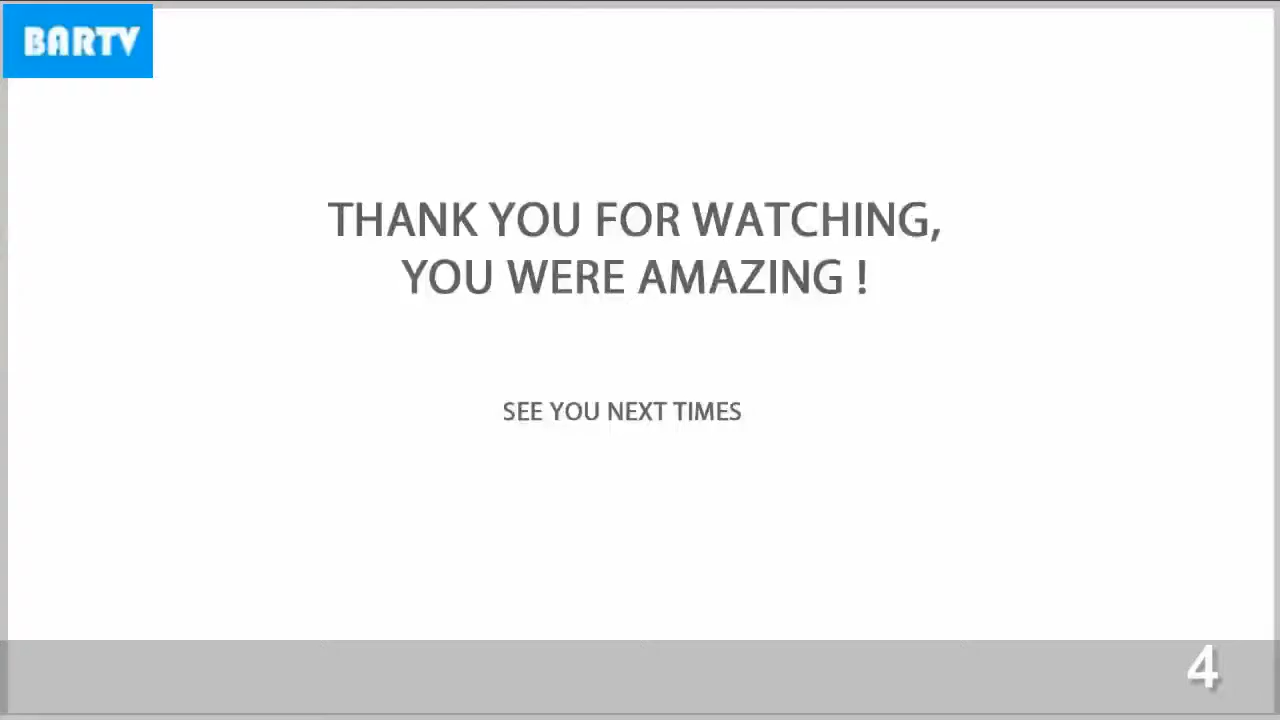 BARTV
THANK YOU FOR WATCHING,
YOU WERE AMAZING !
SEE YOU NEXT TIMES
4